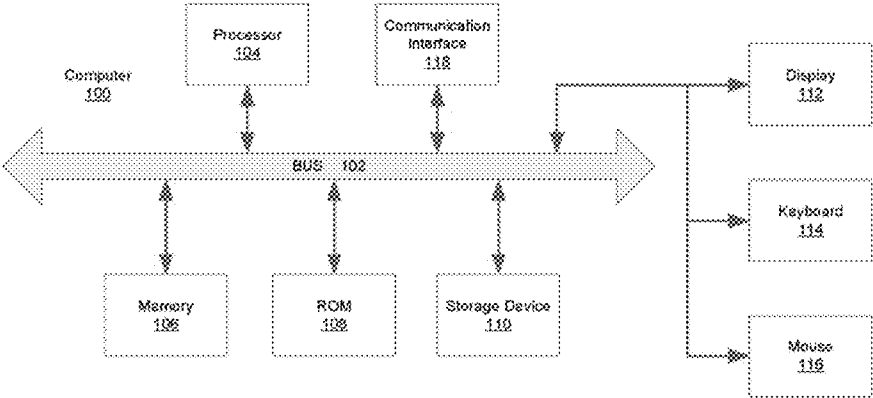 Processor
104
Communication
Interface
118
Computer
100
Display
112
BUS 102
Keyboard
114
Memory
106
ROM
108
Storage Device
110
Mouse
116